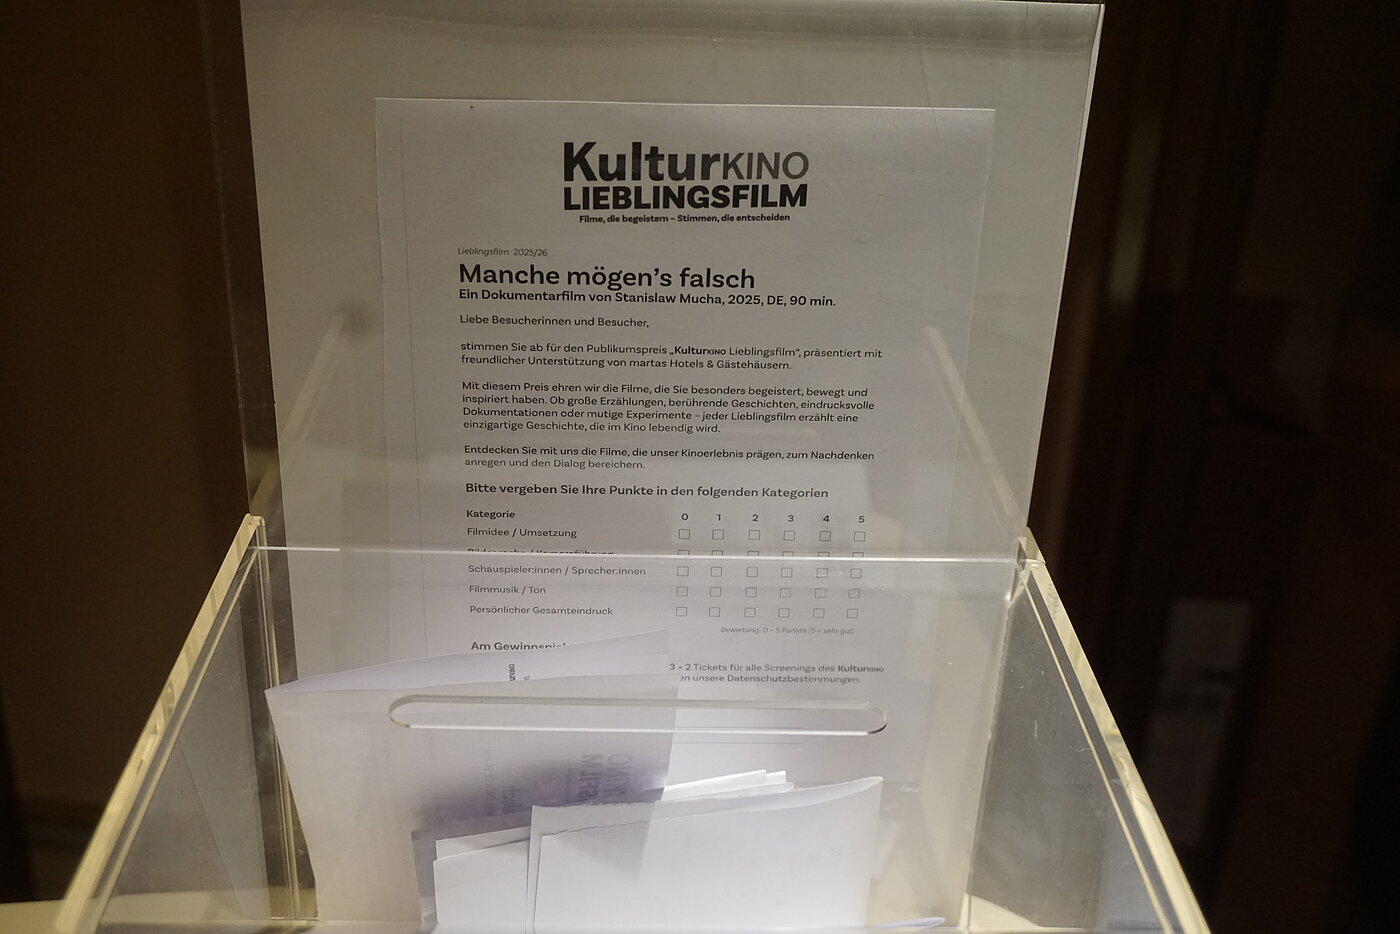 KulturKINO
LIEBLINGSFILM
Filme, die begeistern – Stimmen, die entscheiden
Lieblingsfilm: 2025/26
Manche mögen’s falsch
Ein Dokumentarfilm von Stanislaw Mucha, 2025, DE, 90 min.
Liebe Besucherinnen und Besucher,
stimmen Sie ab für den Publikumspreis „KulturKINO Lieblingsfilm“, präsentiert mit
freundlicher Unterstützung von martas Hotels & Gästehäusern.
Mit diesem Preis ehren wir die Filme, die Sie besonders begeistert, bewegt und
inspiriert haben. Ob große Erzählungen, berührende Geschichten, eindrucksvolle
Dokumentationen oder mutige Experimente – jeder Lieblingsfilm erzählt eine
einzigartige Geschichte, die im Kino lebendig wird.
Entdecken Sie mit uns die Filme, die unser Kinoerlebnis prägen, zum Nachdenken
anregen und den Dialog bereichern.
Bitte vergeben Sie Ihre Punkte in den folgenden Kategorien
Kategorie 0 1 2 3 4 5
Filmidee / Umsetzung
Schauspieler:innen / Sprecher:innen
Filmmusik / Ton
Persönlicher Gesamteindruck
Bewertung: 0 – 5 Punkte (5 = sehr gut)
Am
3 × 2 Tickets für alle Screenings des KulturKINO
unsere Datenschutzbestimmungen.